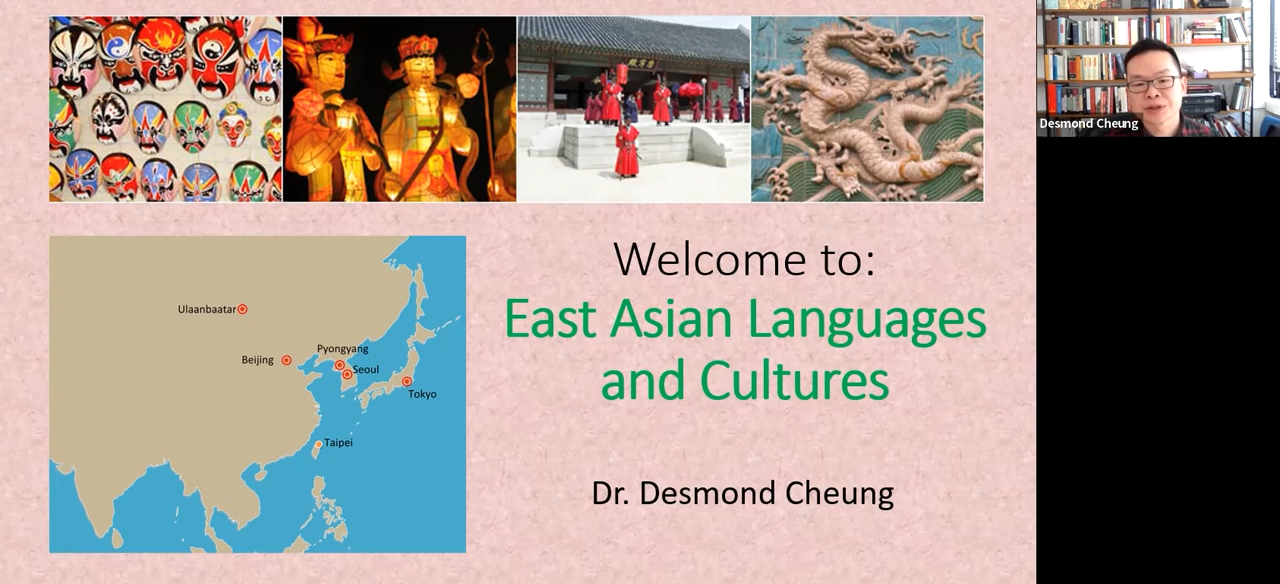 Desmond Cheung
Welcome to:
East Asian Languages
and Cultures
Dr. Desmond Cheung
Ulaanbaatar
Beijing
Pyongyang
Seoul
Tokyo
Taipei